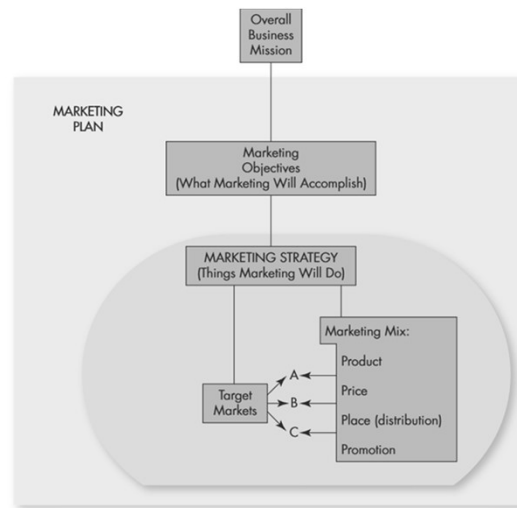 Overall
Business
Mission
MARKETING
PLAN
Marketing
Objectives
(What Marketing Will Accomplish)
MARKETING STRATEGY
(Things Marketing Will Do)
Marketing Mix:
Product
A
Price
Target
Markets
B
Place (distribution)
C
Promotion